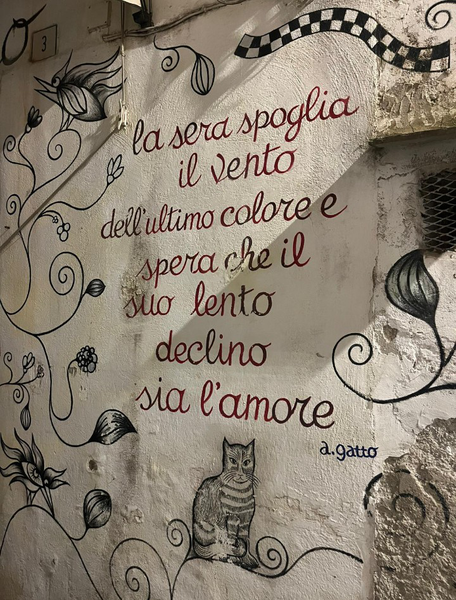 3
la sera spoglia
il vento
dell'ultimo colore e
spera che il
suo lento
declino
sia l'amore
a.gatto